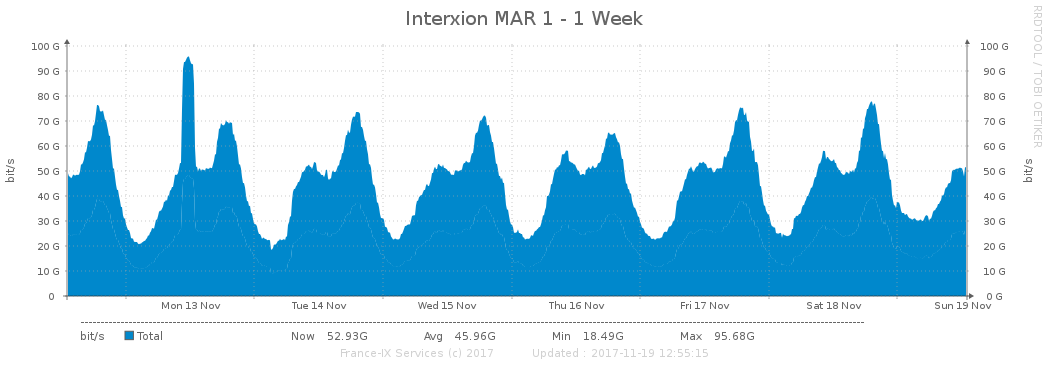 Interxion MAR 1 - 1 Week
RRDTOOL / TOBI OETIKER
bit/s
100 G 100 G
90 G 90 G
80 G 80 G
70 G 70 G
60 G 60 G
50 G 50 G
40 G 40 G
30 G 30 G
20 G 20 G
10 G 10 G
0 0 G
bit/s
Mon 13 Nov Tue 14 Nov Wed 15 Nov Thu 16 Nov Fri 17 Nov Sat 18 Nov Sun 19 Nov
bit/s Total Now 52.93G Avg 45.96G Min 18.49G Max 95.68G
France-IX Services (c) 2017 Updated : 2017-11-19 12:55:15